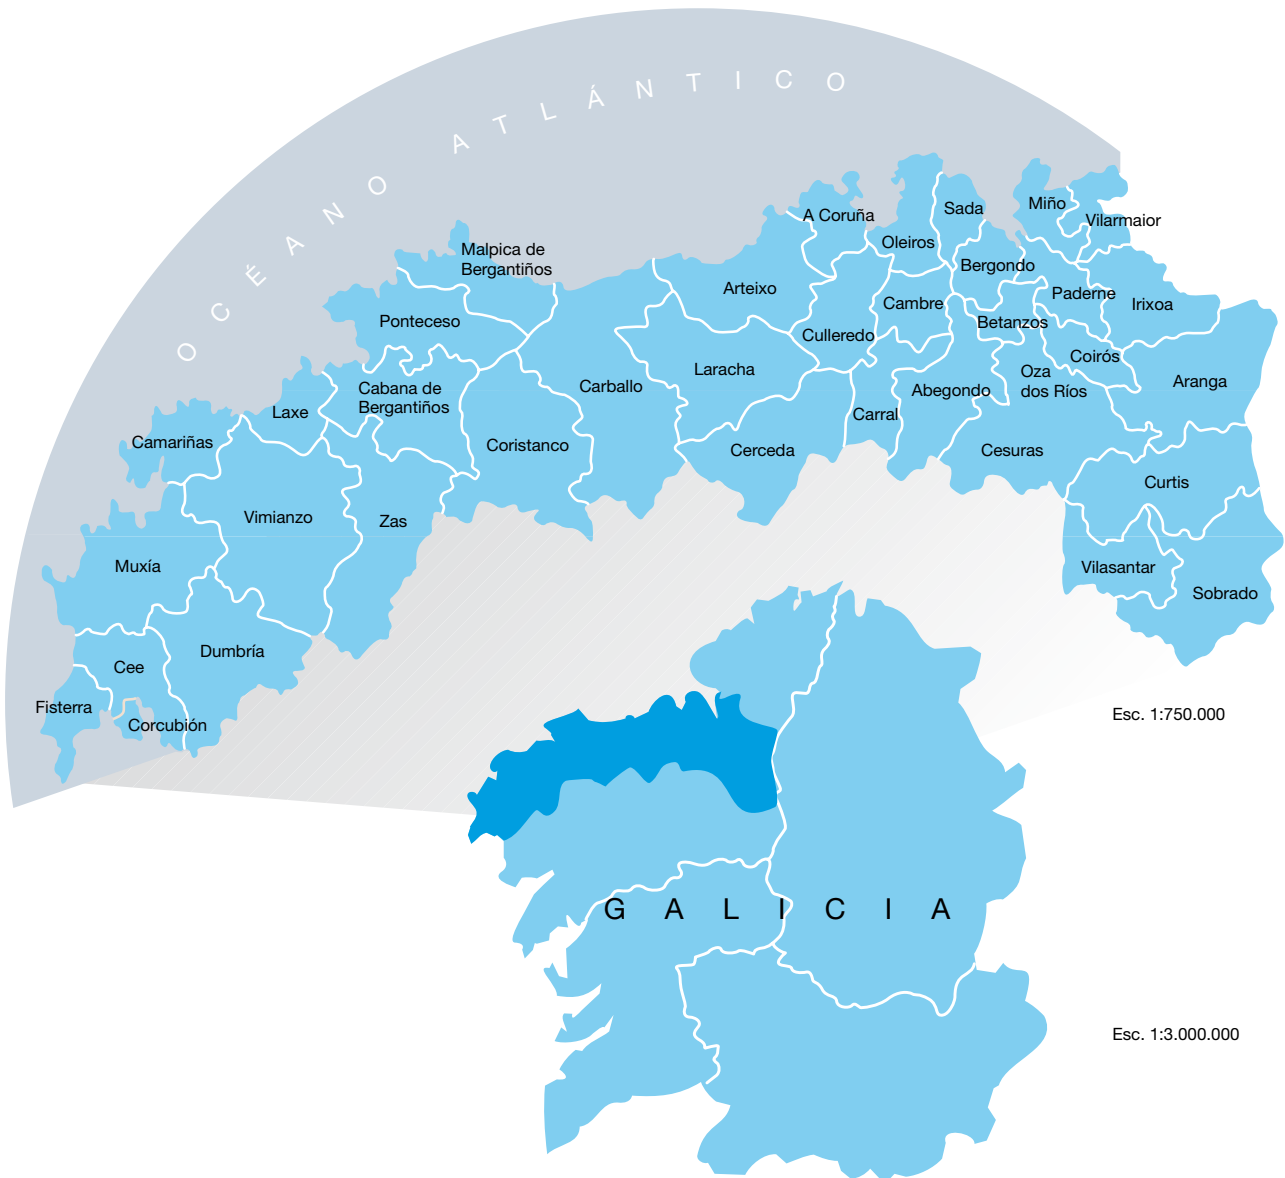 OCÉANO ATLÁNTICO
A Coruña
Sada
Miño
Vilarmaior
Oleiros
Malpica de
Bergantiños
Bergondo
Arteixo
Paderne
Irixoa
Cambre
Ponteceso
Betanzos
Culleredo
Coirós
Laracha
Oza
dos Ríos
Aranga
Carballo
Cabana de
Bergantiños
Abegondo
Laxe
Carral
Camariñas
Coristanco
Cerceda
Cesuras
Curtis
Vimianzo
Zas
Muxía
Vilasantar
Sobrado
Dumbría
Cee
Fisterra
Corcubión
Esc. 1:750.000
GALICIA
Esc. 1:3.000.000